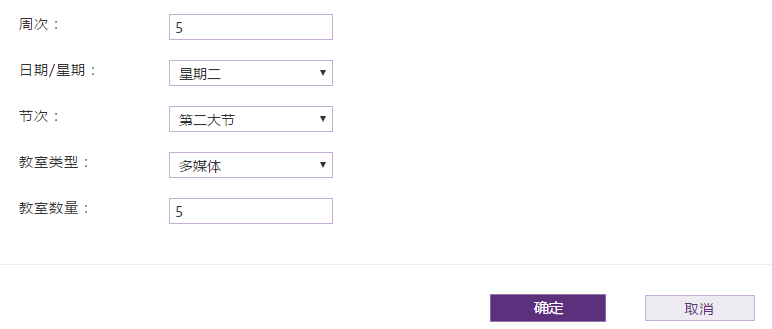 周次： 5
日期/星期： 星期二
节次： 第二大节
教室类型： 多媒体
教室数量： 5
确定 取消